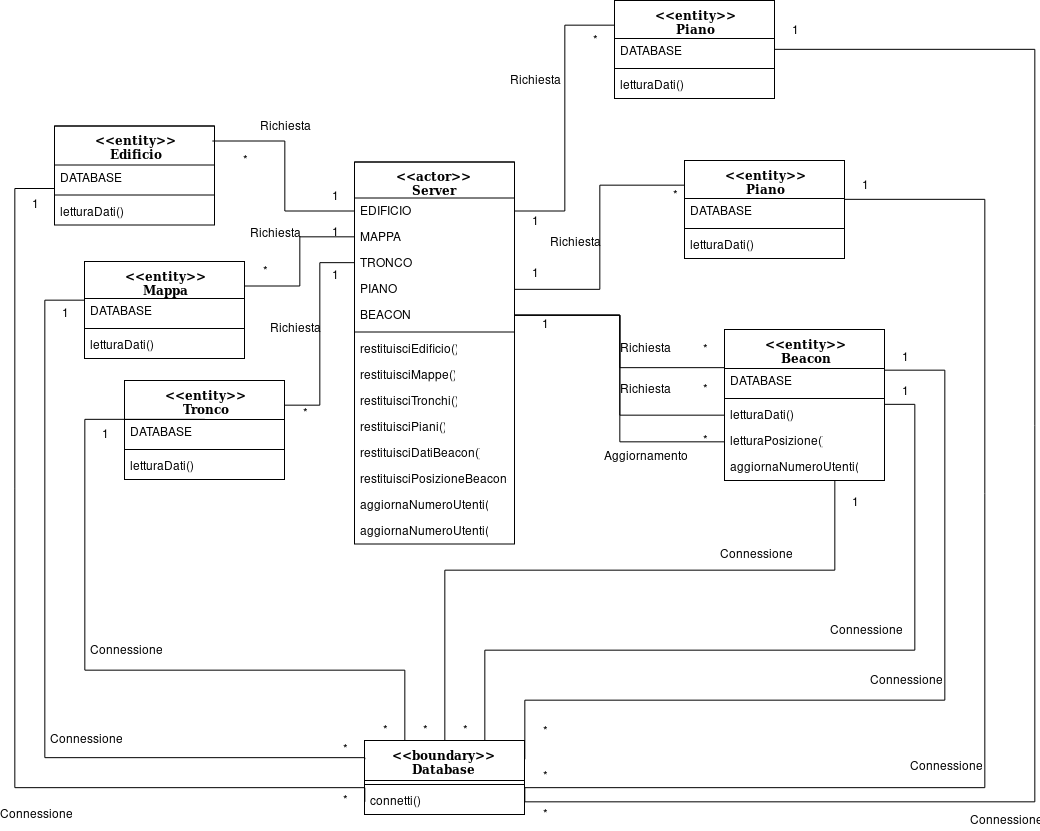 <<entity>>
Piano
DATABASE
letturaDati()
1
*
Richiesta
<<entity>>
Edificio
DATABASE
letturaDati()
Richiesta
*
1
1
<<actor>>
Server
EDIFICIO
MAPPA
TRONCO
PIANO
BEACON
restituisciEdificio()
restituisciMappe()
restituisciTronchi()
restituisciPiani()
restituisciDatiBeacon(
restituisciPosizioneBeacon
aggiornaNumeroUtenti(
aggiornaNumeroUtenti(
<<entity>>
Piano
DATABASE
letturaDati()
1
*
1
Richiesta
1
Richiesta
1
*
1
<<entity>>
Mappa
DATABASE
letturaDati()
1
Richiesta
<<entity>>
Tronco
DATABASE
letturaDati()
1
*
1
Richiesta
*
Richiesta
*
Aggiornamento
*
<<entity>>
Beacon
DATABASE
letturaDati()
letturaPosizione(
aggiornaNumeroUtenti(
1
1
1
Connessione
Connessione
Connessione
Connessione
Connessione
Connessione
Connessione
Connessione
*
*
*
*
*
*
*
*
<<boundary>>
Database
connetti()